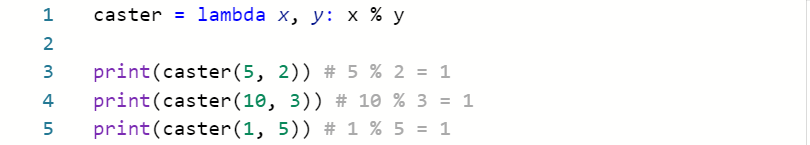 1 caster = lambda x, y: x % y
2
3 print(caster(5, 2)) # 5 % 2 = 1
4 print(caster(10, 3)) # 10 % 3 = 1
5 print(caster(1, 5)) # 1 % 5 = 1